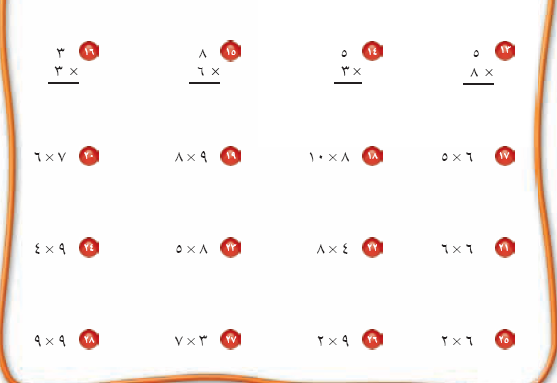 ١٣ ٥ ١٤ ٥ ١٥ ٨ ١٦ ٣
× ٨ × ٣ × ٦ × ٣
١٧ ٦ × ٥ ١٨ ٨ × ١٠ ١٩ ٩ × ٨ ٢٠ ٧ × ٦
٢١ ٦ × ٦ ٢٢ ٤ × ٨ ٢٣ ٨ × ٥ ٢٤ ٩ × ٤
٢٥ ٦ × ٢ ٢٦ ٩ × ٢ ٢٧ ٣ × ٧ ٢٨ ٩ × ٩